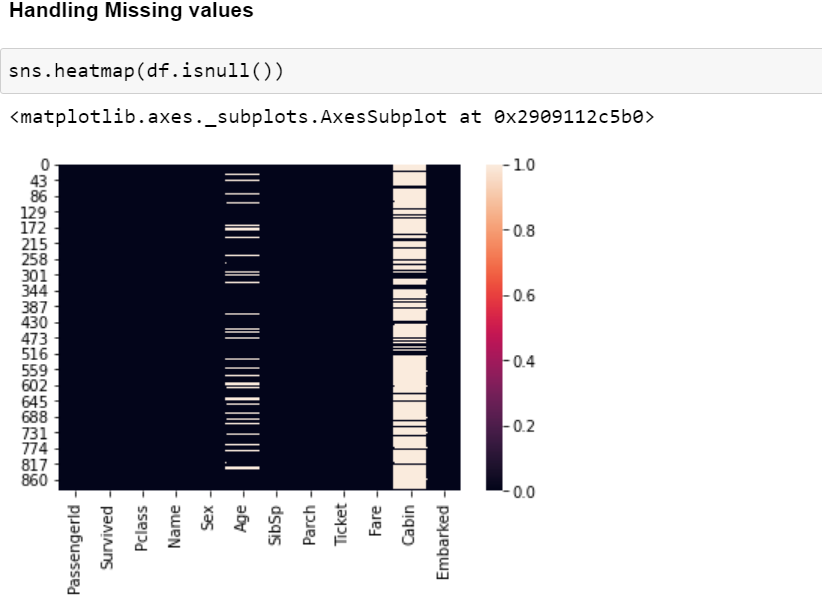 Handling Missing values
sns.heatmap(df.isnull())
<matplotlib.axes._subplots.AxesSubplot at 0x2909112c5b0>
0
43
86
129
172
215
258
301
344
387
430
473
516
559
602
645
688
731
774
817
860
1.0
0.8
0.6
0.4
0.2
0.0
PassengerId
Survived
Pclass
Name
Sex
Age
SibSp
Parch
Ticket
Fare
Cabin
Embarked